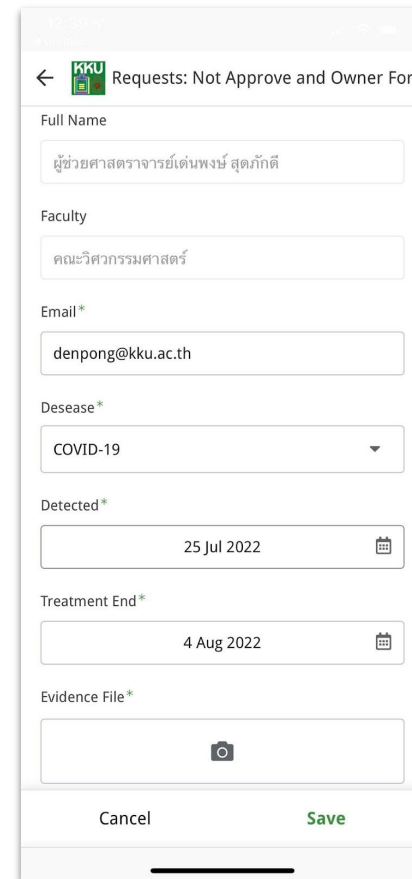 KKU
Requests: Not Approve and Owner For
Full Name
ผู้ช่วยศาสตราจารย์เด่นพงษ์ สุดภักดี
Faculty
คณะวิศวกรรมศาสตร์
Email*
denpong@kku.ac.th
Desease*
COVID-19
Detected*
25 Jul 2022
Treatment End*
4 Aug 2022
Evidence File*
Cancel Save